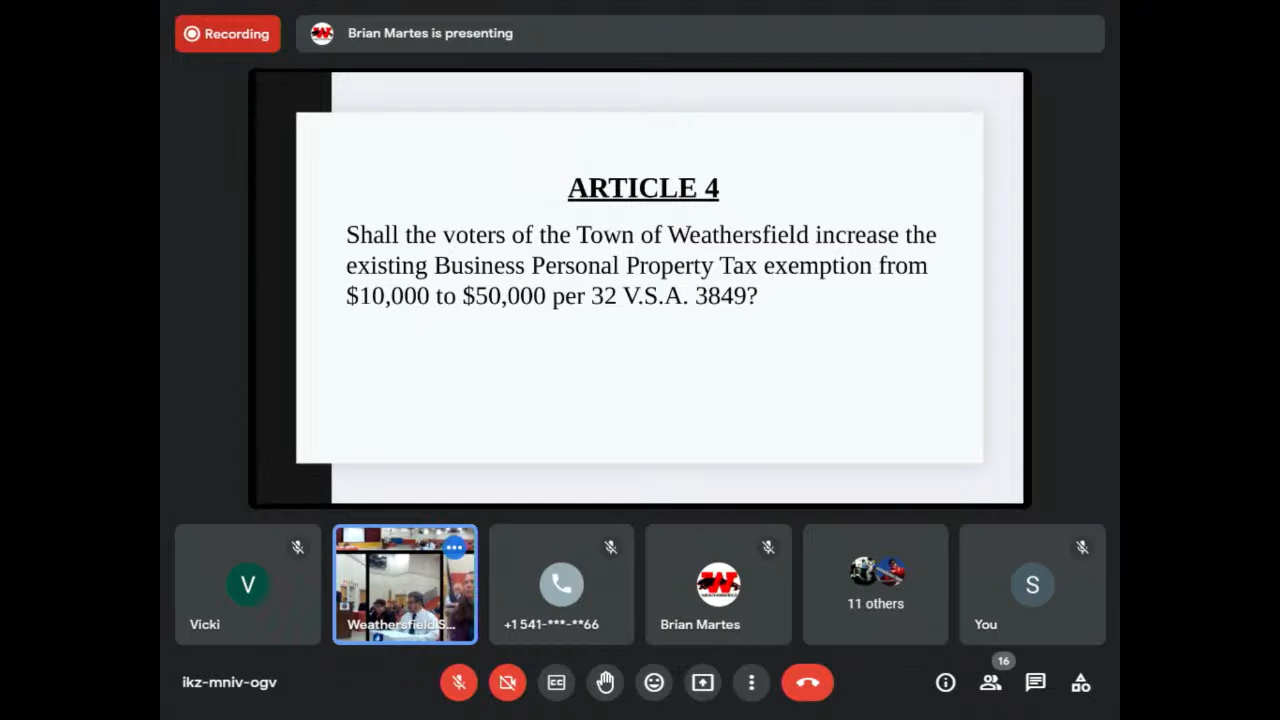 Recording
Brian Martes is presenting
ARTICLE 4
Shall the voters of the Town of Weathersfield increase the
existing Business Personal Property Tax exemption from
$10,000 to $50,000 per 32 V.S.A. 3849?
V
Vicki
Weathersfield S...
+1 541-***-**66
W
Brian Martes
11 others
S
You
ikz-mniv-ogv
CC
16